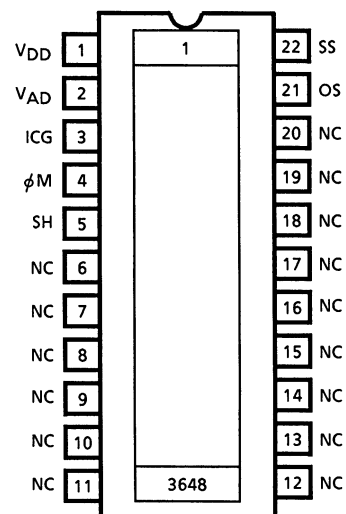 V_DD 1 1 22 SS
V_AD 2 21 OS
ICG 3 20 NC
ϕM 4 19 NC
SH 5 18 NC
NC 6 17 NC
NC 7 16 NC
NC 8 15 NC
NC 9 14 NC
NC 10 13 NC
NC 11 3648 12 NC